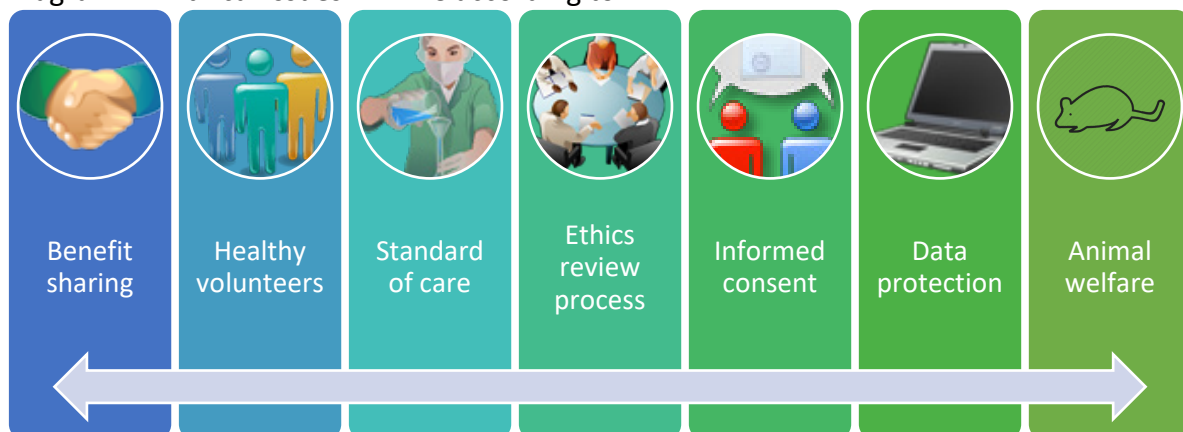 Benefit
sharing
Healthy
volunteers
Standard
of care
Ethics
review
process
Informed
consent
Data
protection
Animal
welfare